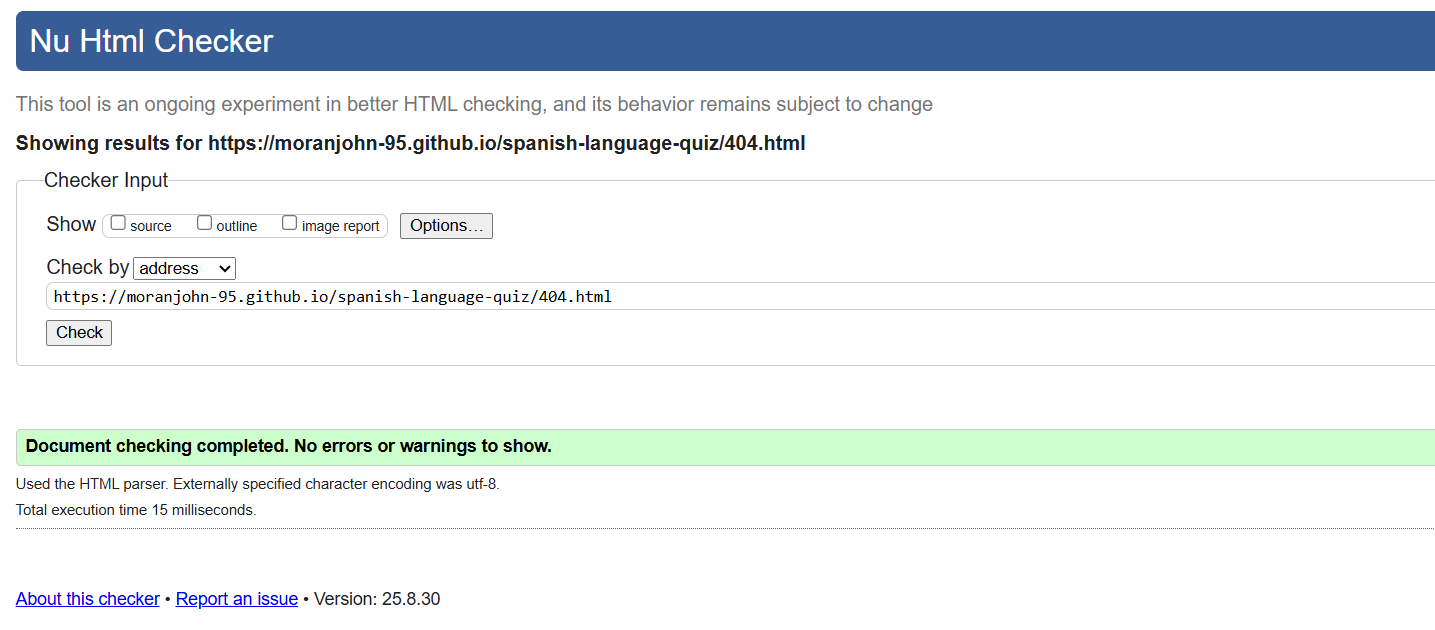 Nu Html Checker
This tool is an ongoing experiment in better HTML checking, and its behavior remains subject to change
Showing results for https://moranjohn-95.github.io/spanish-language-quiz/404.html
Checker Input
Show source outline image report Options…
Check by address
https://moranjohn-95.github.io/spanish-language-quiz/404.html
Check
Document checking completed. No errors or warnings to show.
Used the HTML parser. Externally specified character encoding was utf-8.
Total execution time 15 milliseconds.
About this checker • Report an issue • Version: 25.8.30